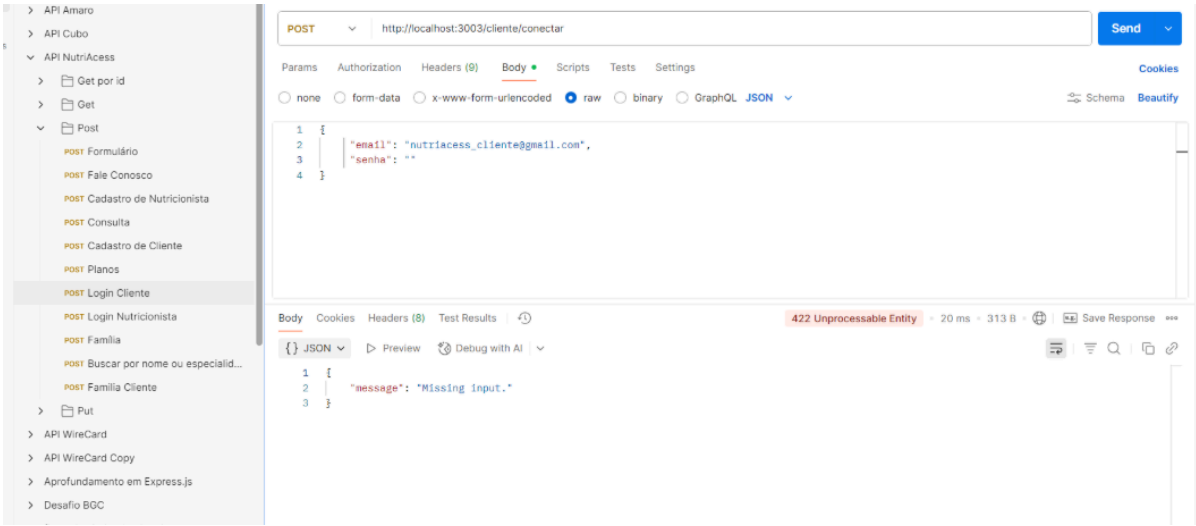 API Amaro
API Cubo
API NutriAcess
Get por id
Get
Post
POST Formulário
POST Fale Conosco
POST Cadastro de Nutricionista
POST Consulta
POST Cadastro de Cliente
POST Planos
POST Login Cliente
POST Login Nutricionista
POST Família
POST Buscar por nome ou especialid...
POST Familia Cliente
Put
API WireCard
API WireCard Copy
Aprofundamento em Express.js
Desafio BGC
POST http://localhost:3003/cliente/conectar Send
Params Authorization Headers (9) Body Scripts Tests Settings Cookies
none form-data x-www-form-urlencoded raw binary GraphQL JSON Schema Beautify
1 {
2 "email": "nutriacess_cliente@gmail.com",
3 "senha": ""
4 }
Body Cookies Headers (8) Test Results 422 Unprocessable Entity 20 ms 313 B Save Response
{} JSON Preview Debug with AI
1 {
2 "message": "Missing input."
3 }